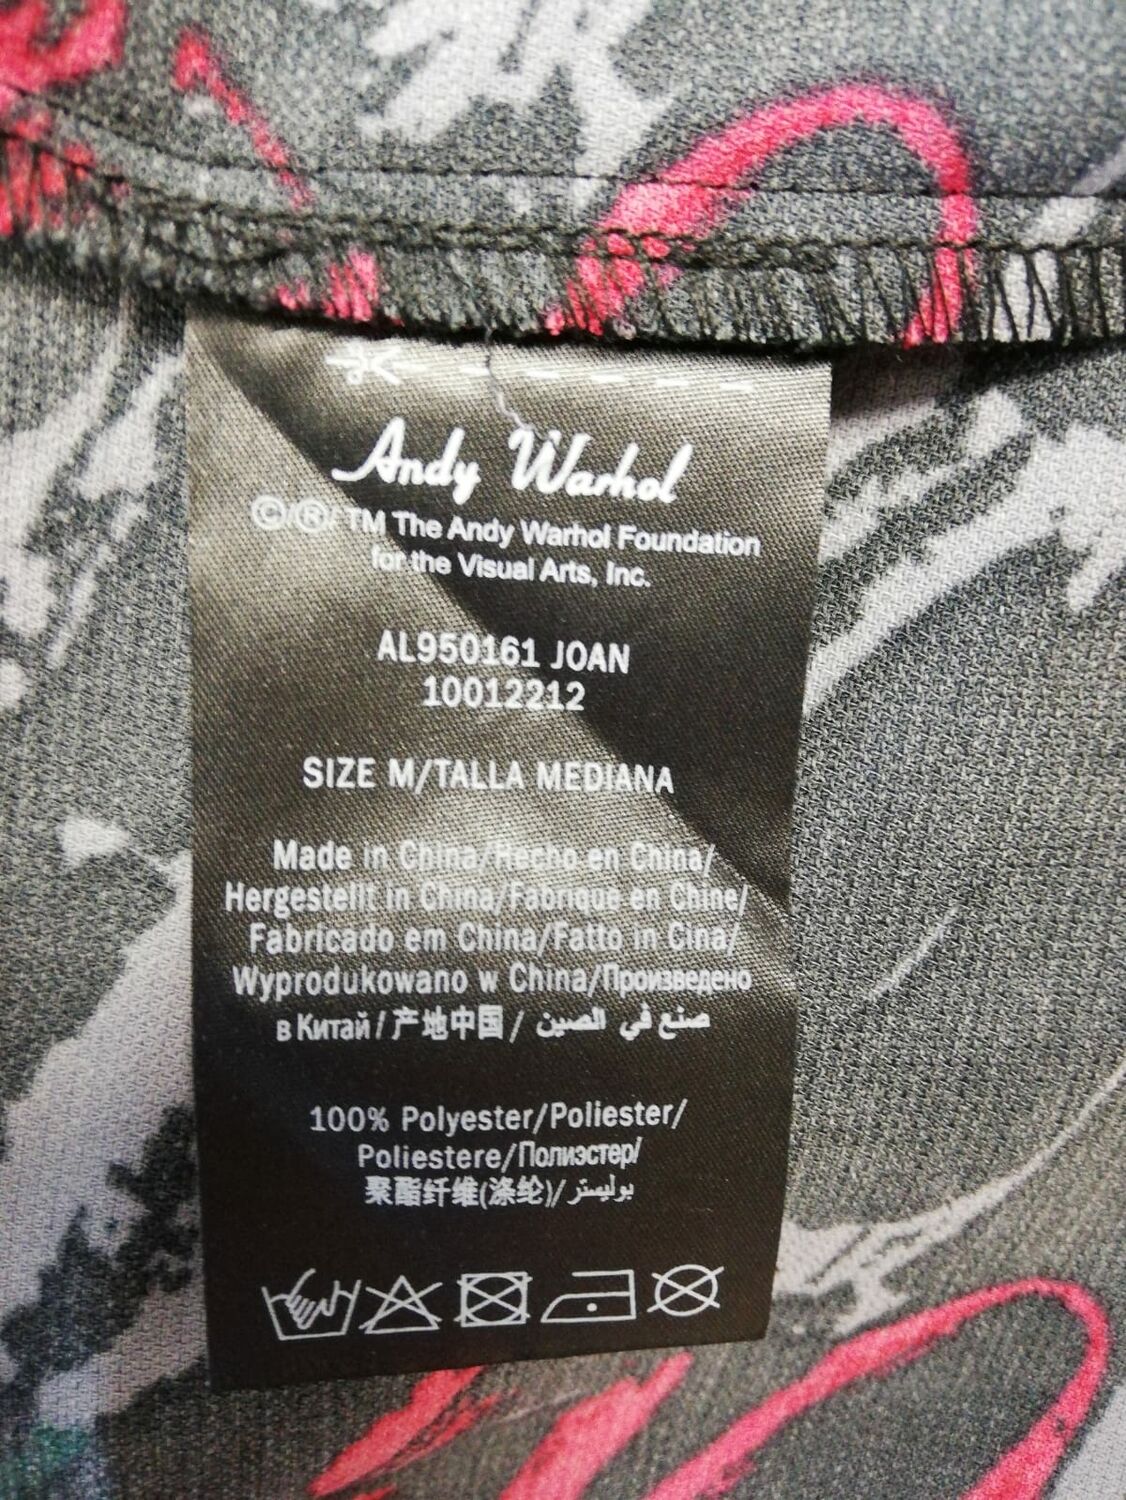 Andy Warhol
©/®/TM The Andy Warhol Foundation
for the Visual Arts, Inc.
AL950161 JOAN
10012212
SIZE M/TALLA MEDIANA
Made in China/Hecho en China/
Hergestellt in China/Fabrique en Chine/
Fabricado em China/Fatto in Cina/
Wyprodukowano w China/Произведено
в Китай / 产地中国 / صنع في الصين
100% Polyester/Poliester/
Poliestere/Полиэстер/
聚酯纤维(涤纶)/بوليستر